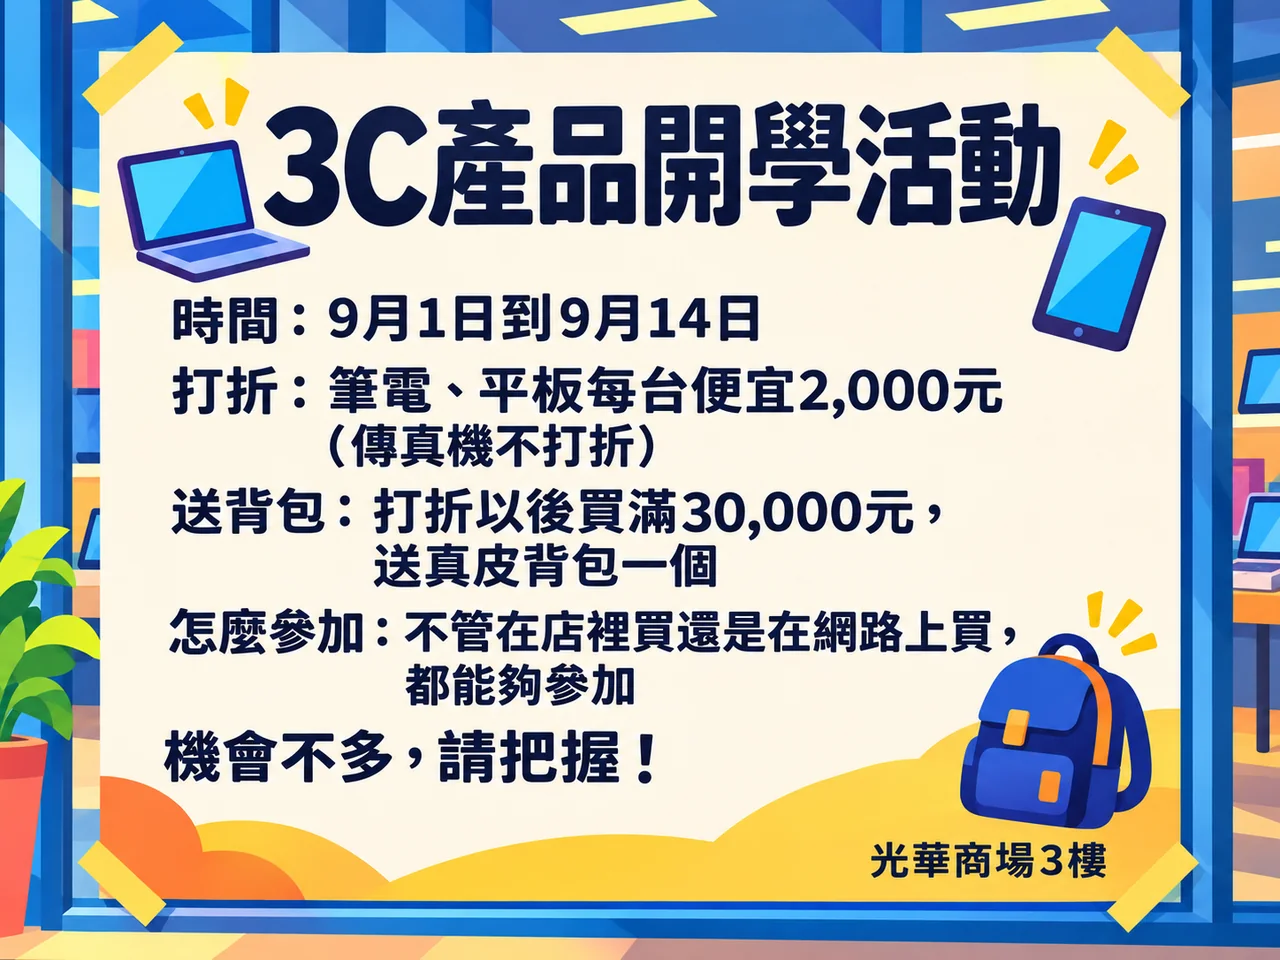 3C產品開學活動
時間：9月1日到9月14日
打折：筆電、平板每台便宜2,000元
（傳真機不打折）
送背包：打折以後買滿30,000元，
送真皮背包一個
怎麼參加：不管在店裡買還是在網路上買，
都能夠參加
機會不多，請把握！
光華商場3樓